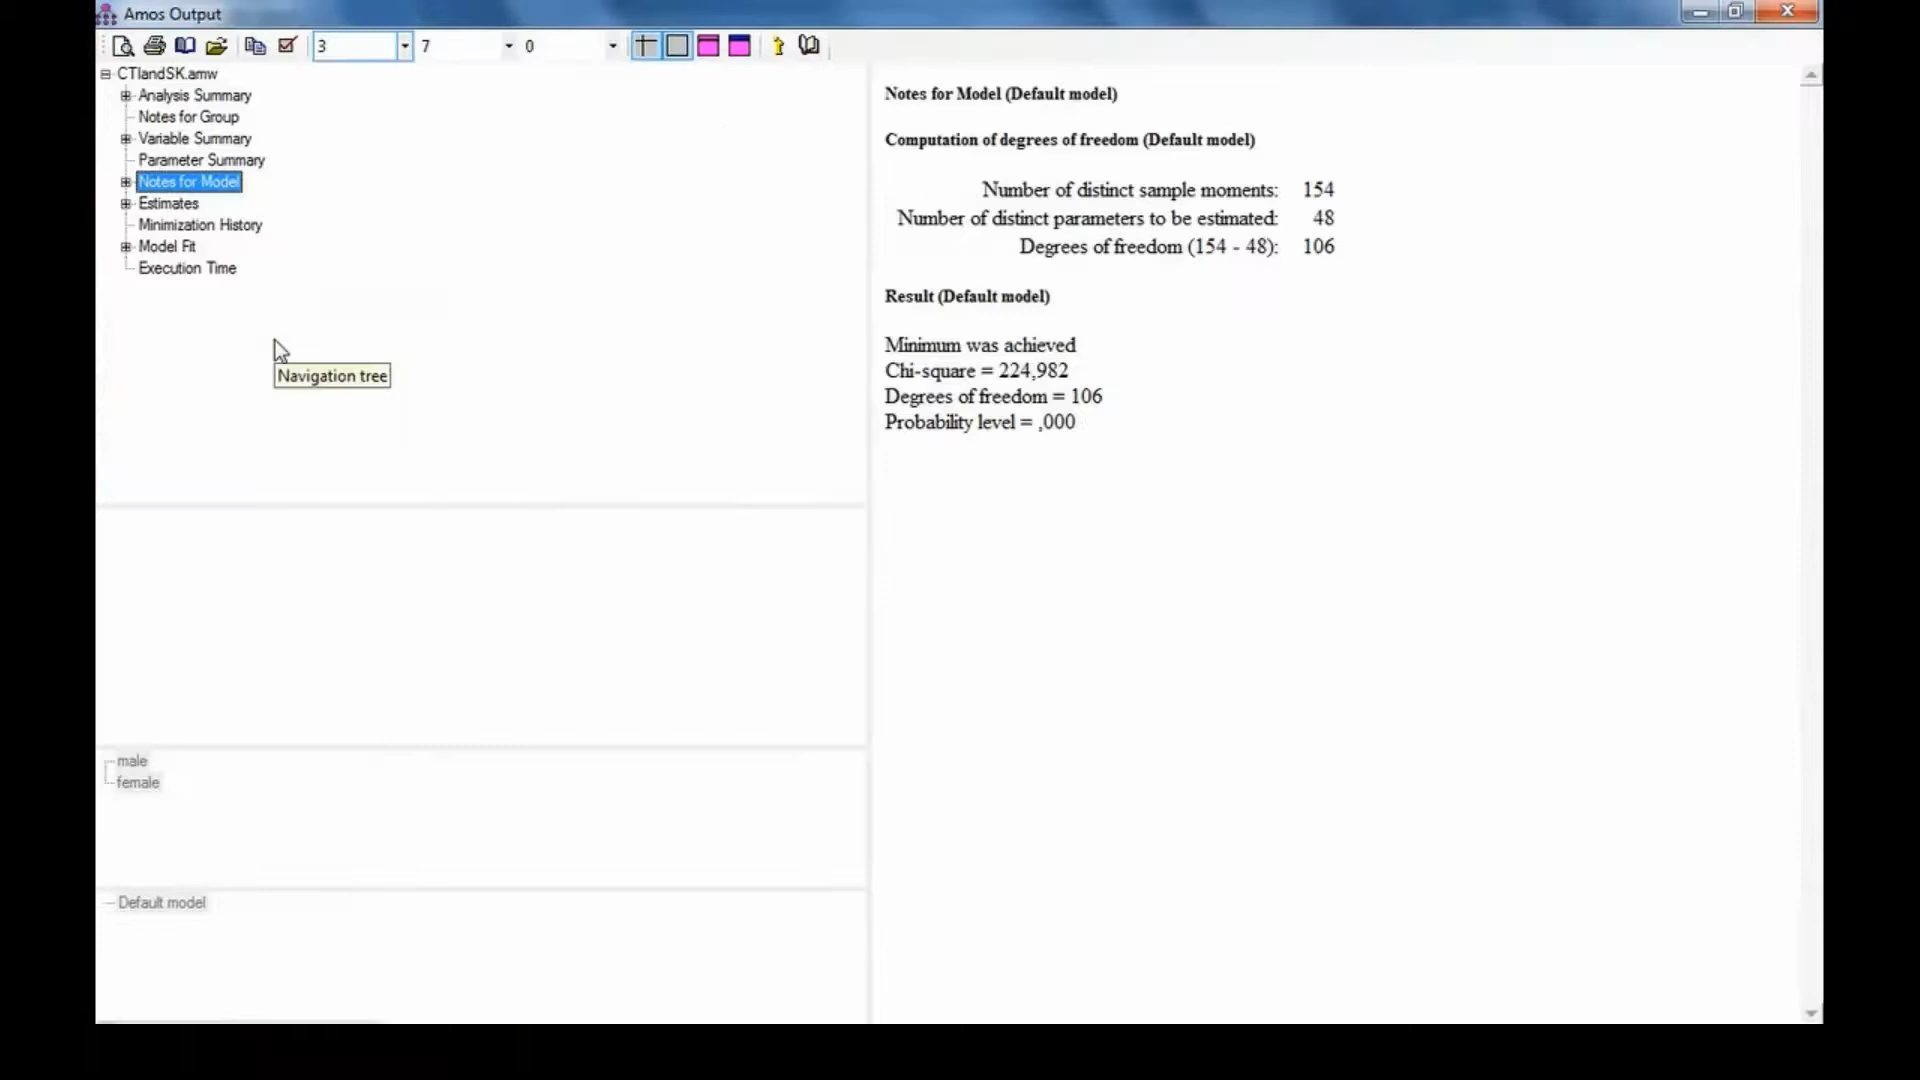 Amos Output
3
7
0
CTIandSK.amw
Analysis Summary
Notes for Group
Variable Summary
Parameter Summary
Notes for Model
Estimates
Minimization History
Model Fit
Execution Time
Navigation tree
male
female
Default model
Notes for Model (Default model)
Computation of degrees of freedom (Default model)
Number of distinct sample moments: 154
Number of distinct parameters to be estimated: 48
Degrees of freedom (154 - 48): 106
Result (Default model)
Minimum was achieved
Chi-square = 224,982
Degrees of freedom = 106
Probability level = ,000